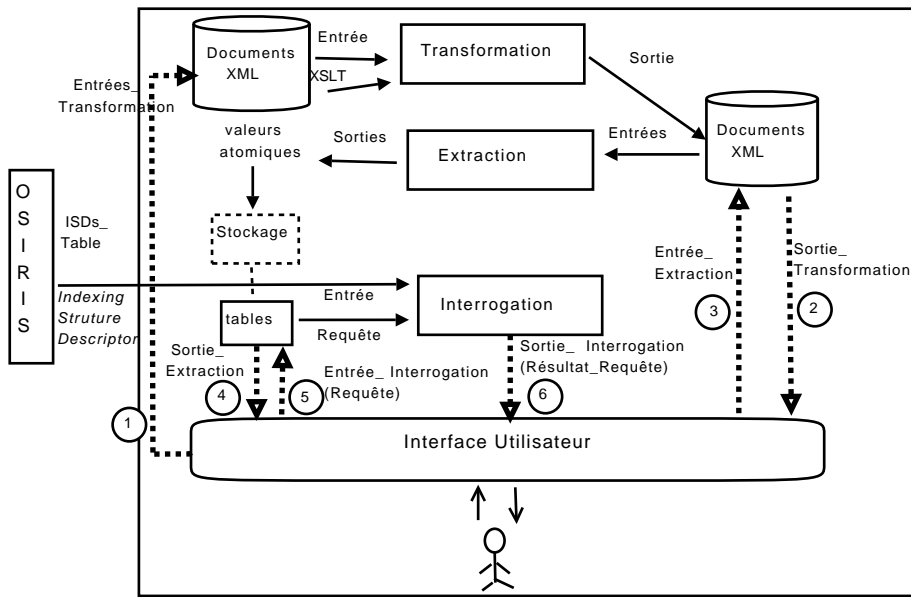 Documents
XML
Entrée
XSLT
Transformation
Sortie
Entrées_
Transformation
valeurs
atomiques
Sorties
Extraction
Entrées
Documents
XML
O
S
I
R
I
S
ISDs_
Table
Stockage
Indexing
Struture
Descriptor
Entrée
tables
Requête
Interrogation
Entrée_
Extraction
Sortie_
Transformation
3
2
Sortie_
Extraction
4
Entrée_ Interrogation
(Requête)
5
Sortie_ Interrogation
(Résultat_Requête)
6
1
Interface Utilisateur